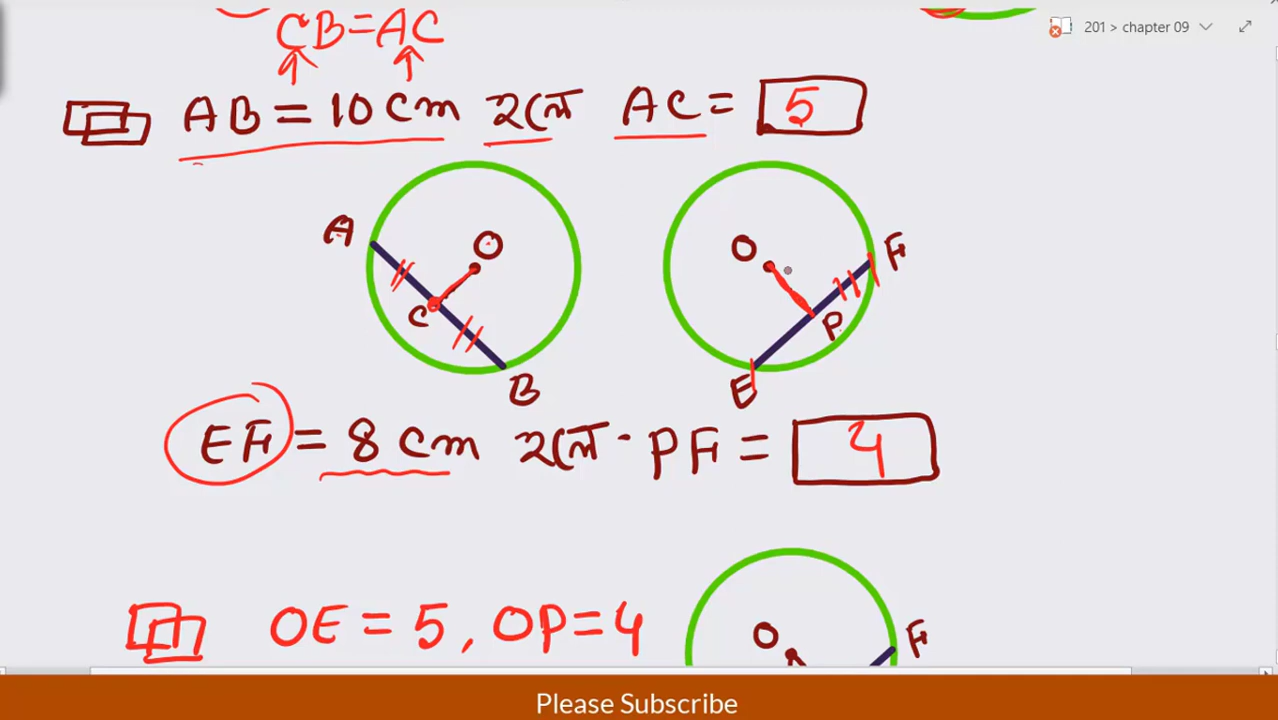 CB=AC
201 > chapter 09
AB = 10 cm হলে AC = 5
A
O
C
B
O
F
P
E
EF = 8 cm হলে PF = 4
OE = 5, OP = 4
O
F
Please Subscribe